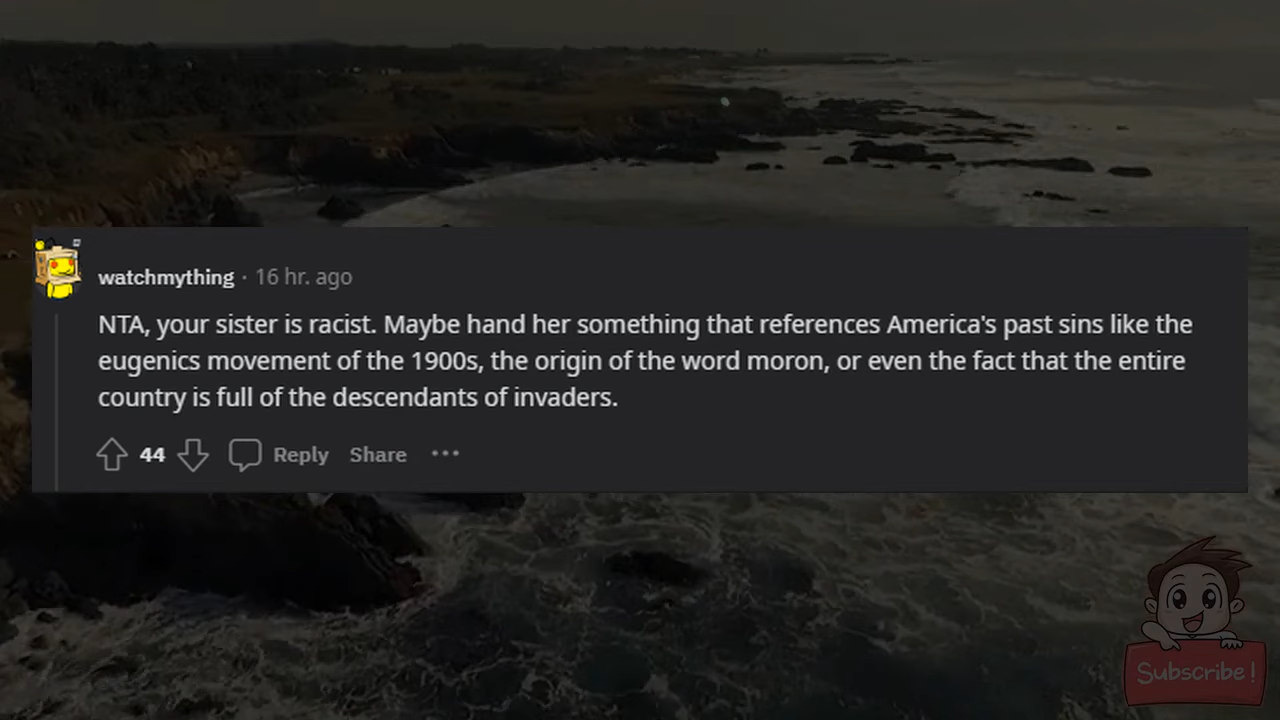 watchmything · 16 hr. ago
NTA, your sister is racist. Maybe hand her something that references America's past sins like the
eugenics movement of the 1900s, the origin of the word moron, or even the fact that the entire
country is full of the descendants of invaders.
44 Reply Share ···
Subscribe!